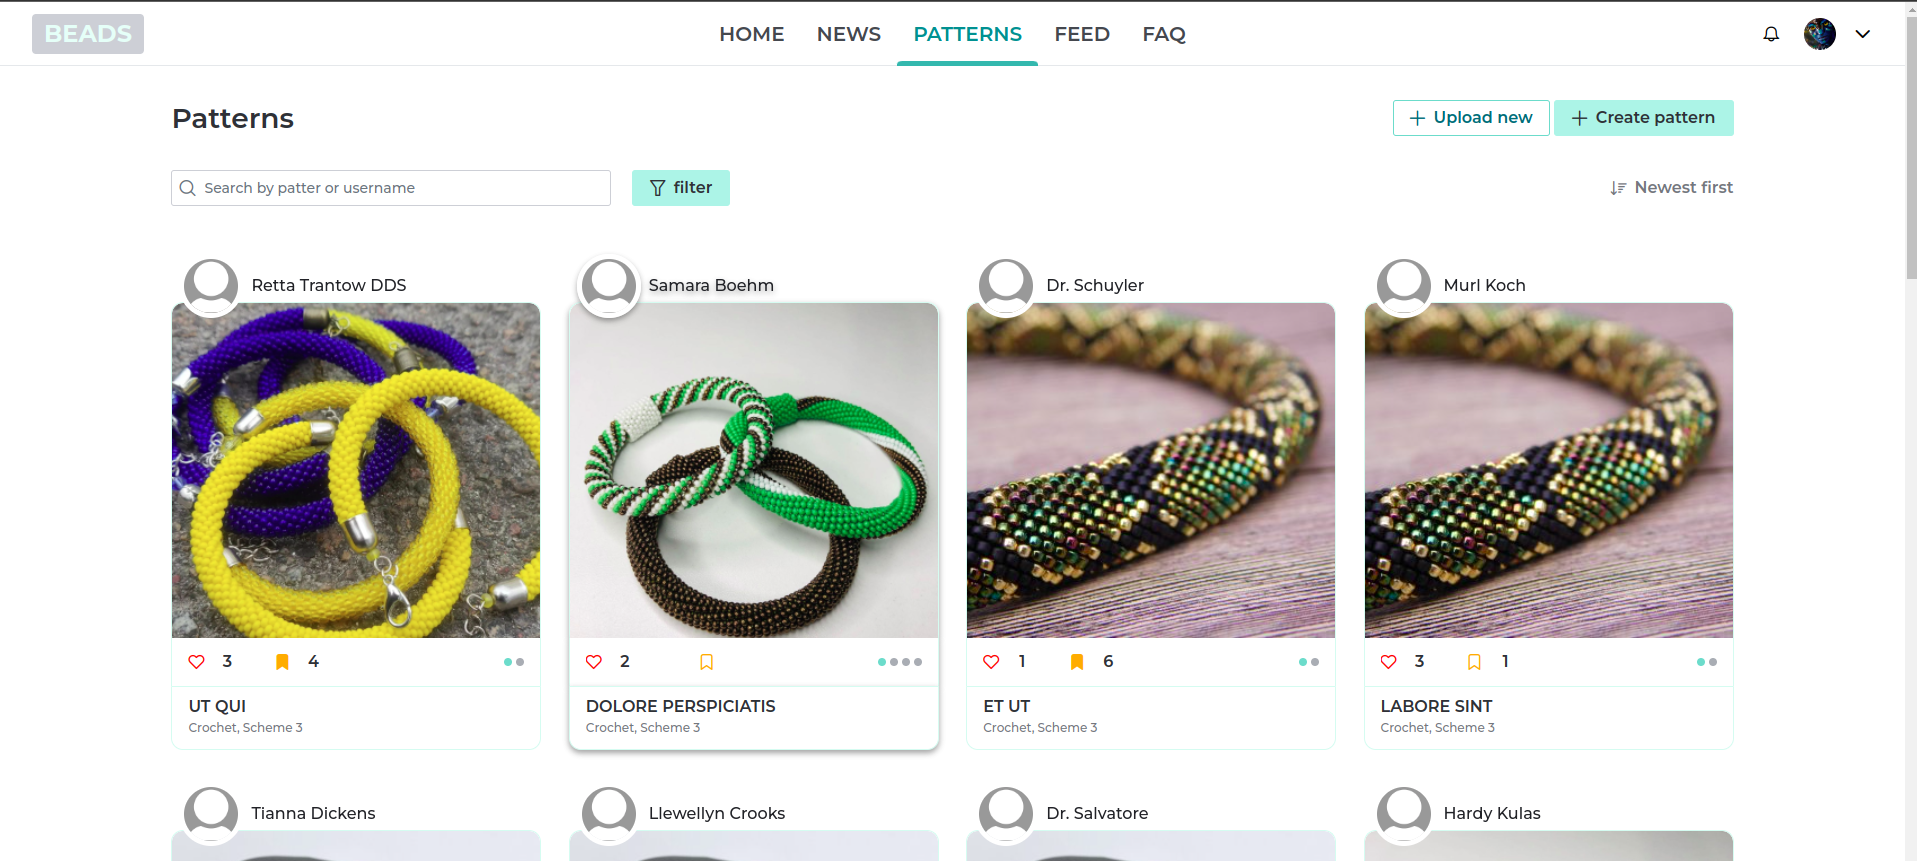 BEADS
HOME NEWS PATTERNS FEED FAQ
Patterns
Upload new Create pattern
Search by patter or username filter Newest first
Retta Trantow DDS Samara Boehm Dr. Schuyler Murl Koch
3 4 2 1 6 3 1
UT QUI DOLORE PERSPICIATIS ET UT LABORE SINT
Crochet, Scheme 3 Crochet, Scheme 3 Crochet, Scheme 3 Crochet, Scheme 3
Tianna Dickens Llewellyn Crooks Dr. Salvatore Hardy Kulas